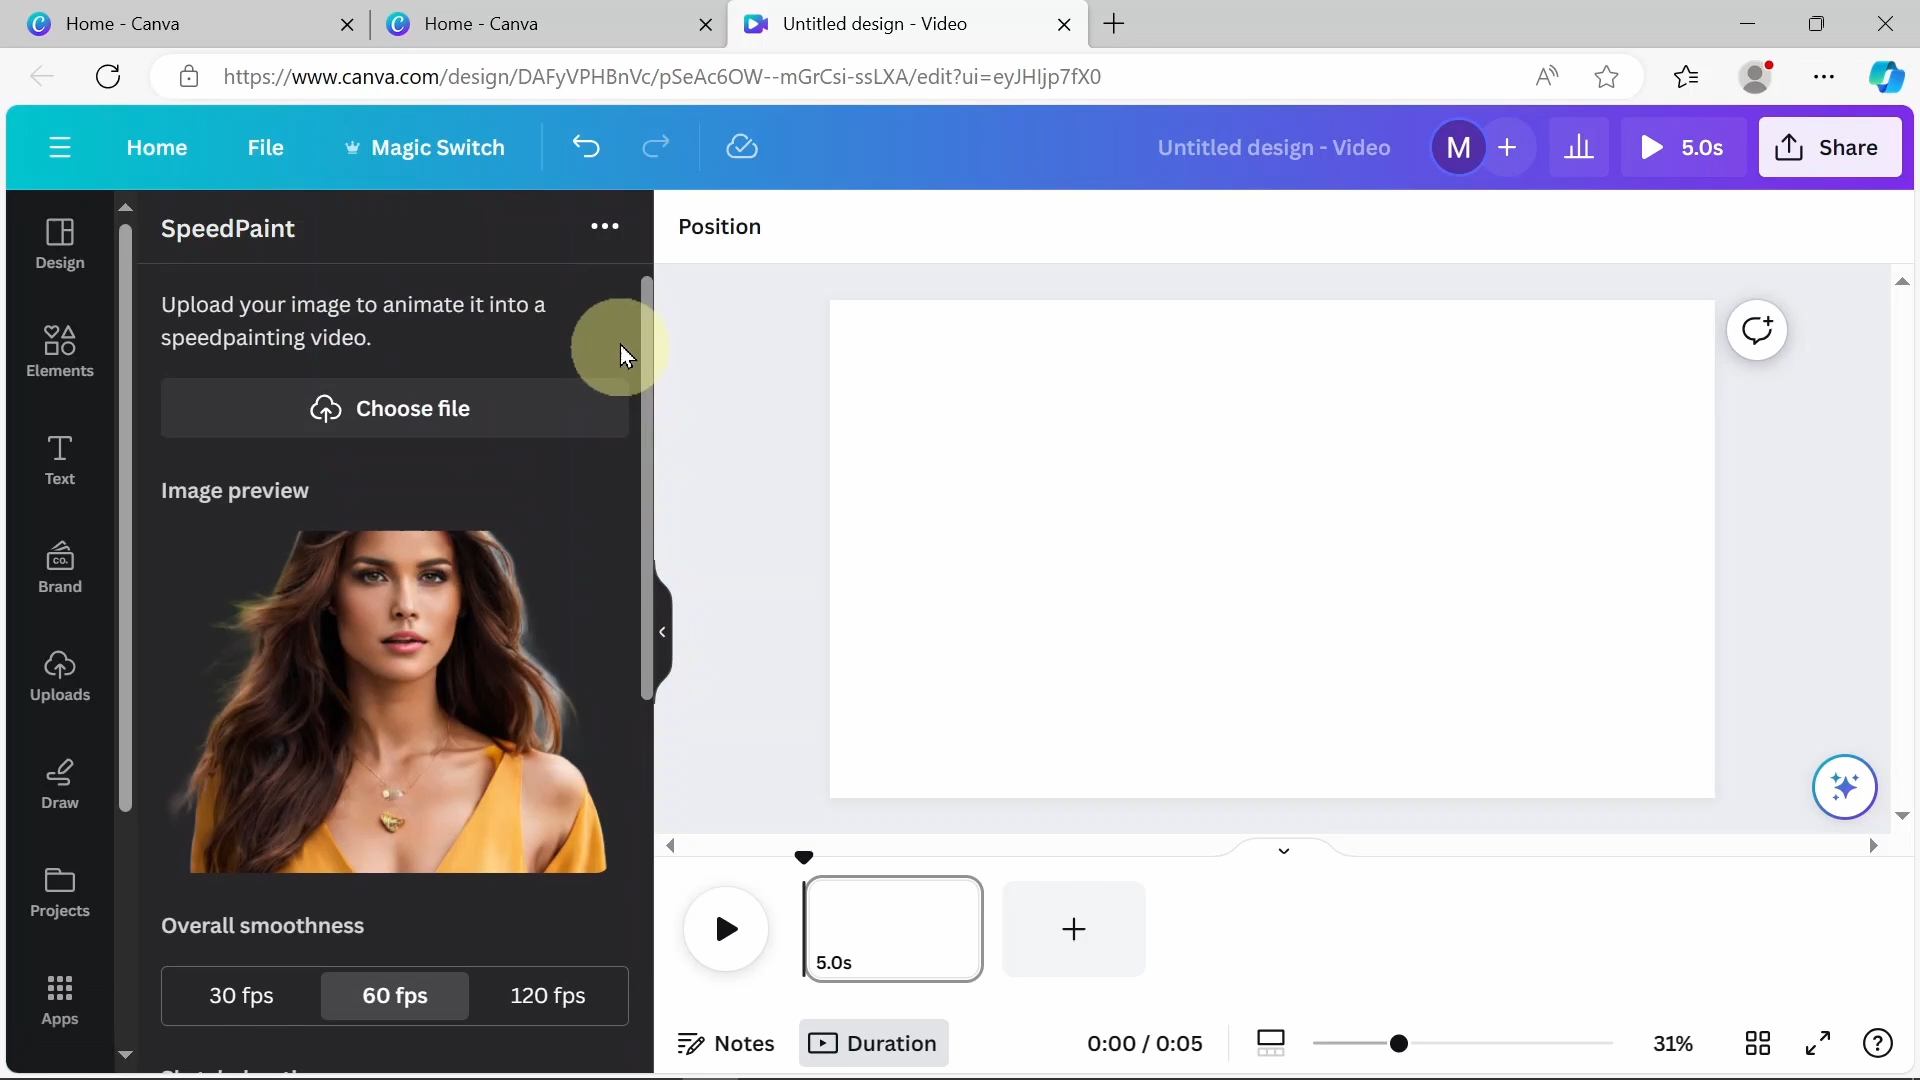 Home - Canva
Home - Canva
Untitled design - Video
https://www.canva.com/design/DAFyVPHBnVc/pSeAc6OW--mGrCsi-ssLXA/edit?ui=eyJHIjp7fX0
Home
File
Magic Switch
Untitled design - Video
M
5.0s
Share
Design
Elements
Text
CO.
Brand
Uploads
Draw
Projects
Apps
SpeedPaint
Upload your image to animate it into a
speedpainting video.
Choose file
Image preview
Overall smoothness
30 fps
60 fps
120 fps
Position
5.0s
Notes
Duration
0:00 / 0:05
31%